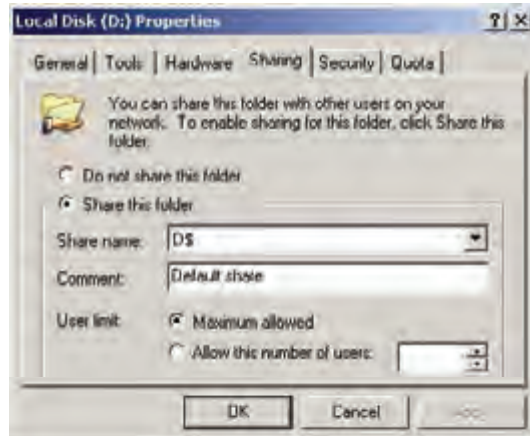 Local Disk (D:) Properties
General Tools Hardware Sharing Security Quota
You can share this folder with other users on your
network. To enable sharing for this folder, click Share this
folder.
Do not share this folder
Share this folder
Share name: D$
Comment: Default share
User limit: Maximum allowed
Allow this number of users:
OK Cancel